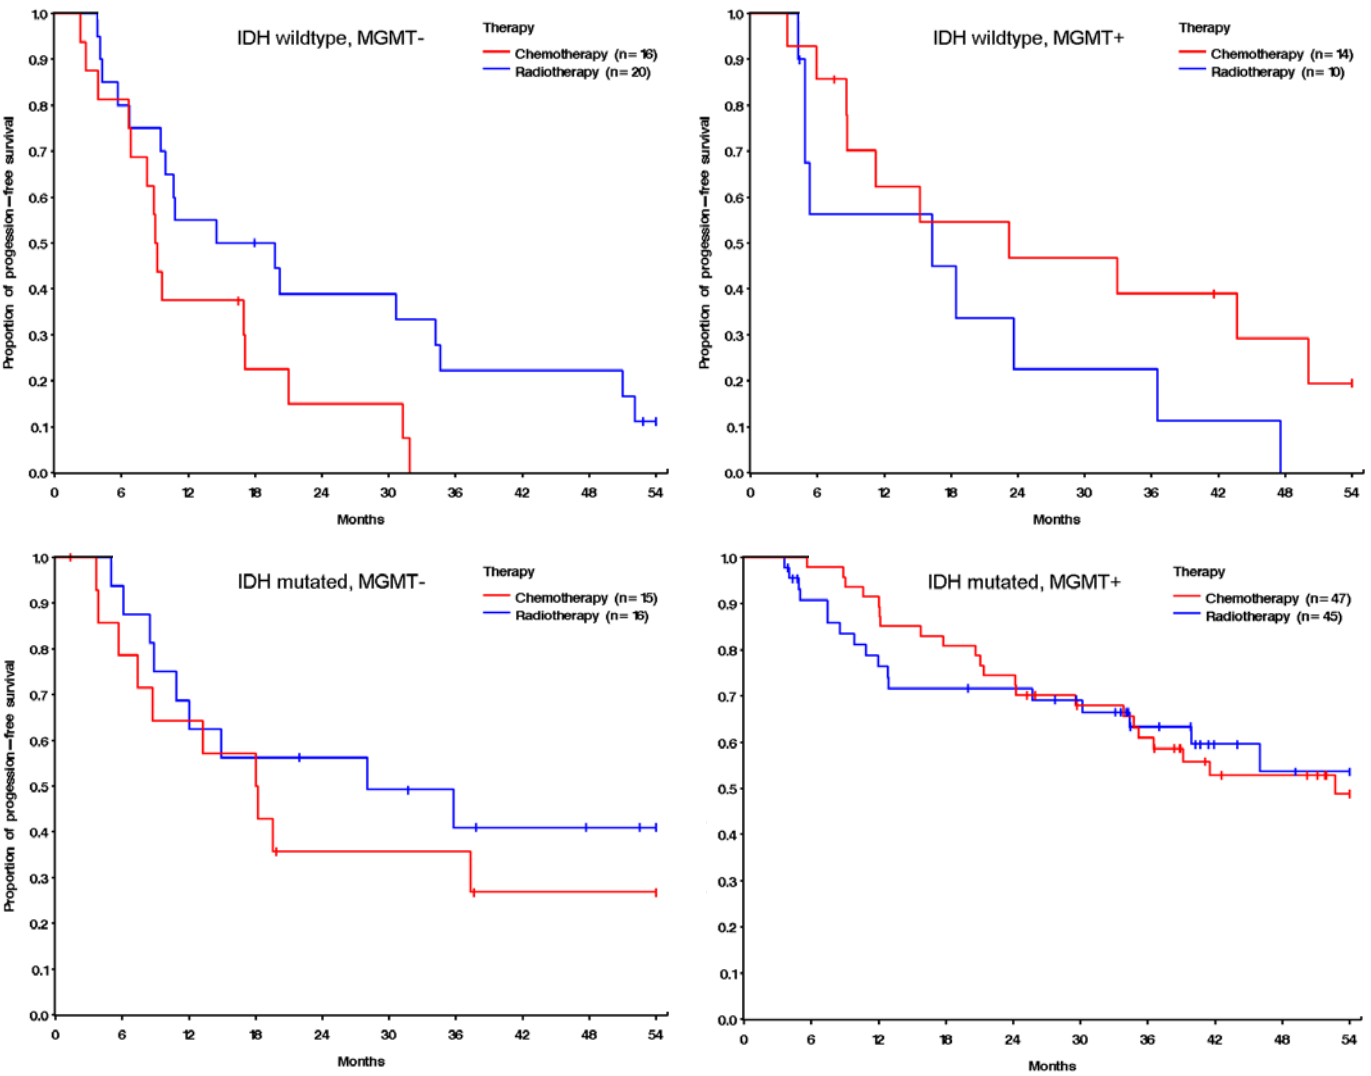 IDH wildtype, MGMT-
Therapy
Chemotherapy (n= 16)
Radiotherapy (n= 20)
Proportion of progession-free survival
1.0
0.9
0.8
0.7
0.6
0.5
0.4
0.3
0.2
0.1
0.0
0 6 12 18 24 30 36 42 48 54
Months
IDH wildtype, MGMT+
Therapy
Chemotherapy (n= 14)
Radiotherapy (n= 10)
Proportion of progession-free survival
1.0
0.9
0.8
0.7
0.6
0.5
0.4
0.3
0.2
0.1
0.0
0 6 12 18 24 30 36 42 48 54
Months
IDH mutated, MGMT-
Therapy
Chemotherapy (n= 15)
Radiotherapy (n= 16)
Proportion of progession-free survival
1.0
0.9
0.8
0.7
0.6
0.5
0.4
0.3
0.2
0.1
0.0
0 6 12 18 24 30 36 42 48 54
Months
IDH mutated, MGMT+
Therapy
Chemotherapy (n= 47)
Radiotherapy (n= 45)
1.0
0.9
0.8
0.7
0.6
0.5
0.4
0.3
0.2
0.1
0.0
0 6 12 18 24 30 36 42 48 54
Months